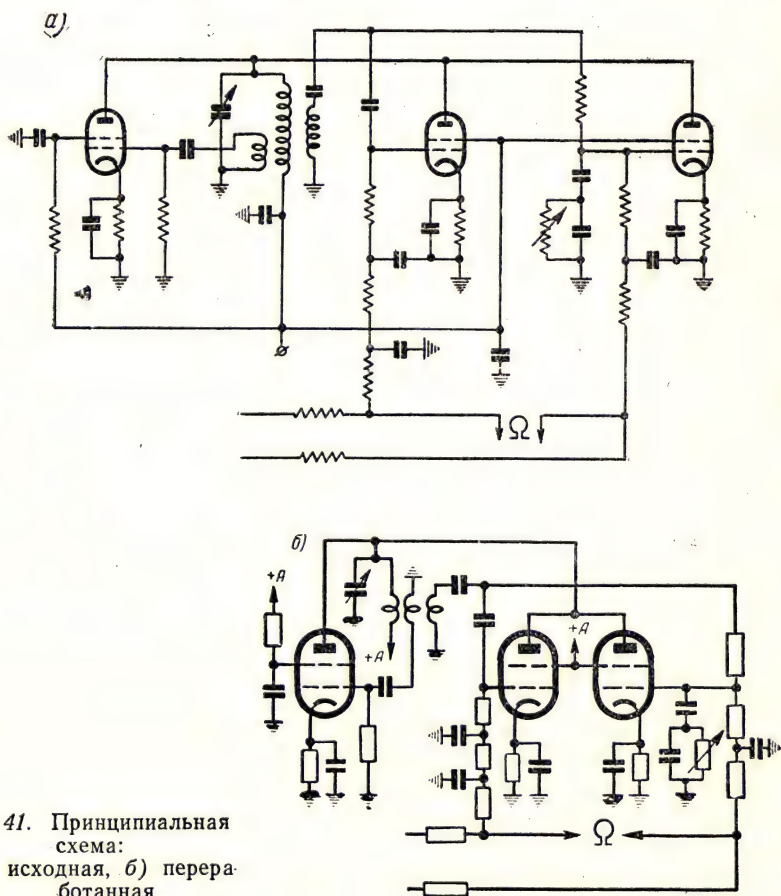 а)
Ω
б)
+А
+А
+А
Ω
41. Принципиальная
схема:
исходная, б) перера-
ботанная